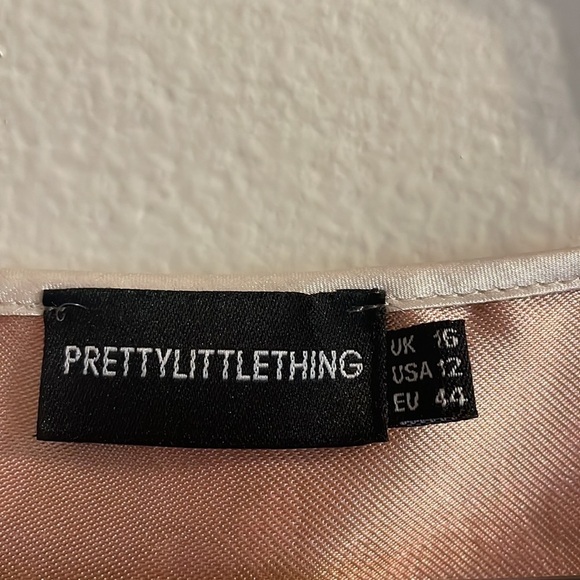 PRETTYLITTLETHING
UK 16
USA 12
EU 44